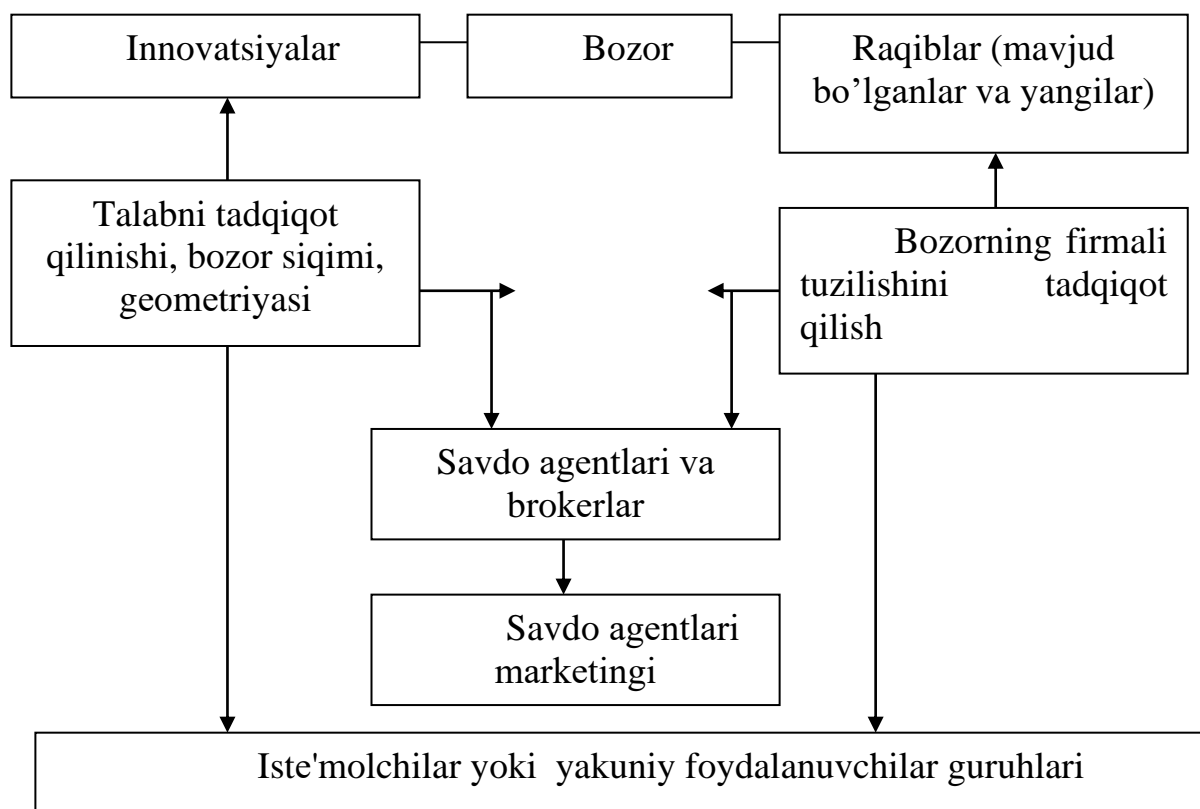 Innovatsiyalar
Bozor
Raqiblar (mavjud
bo’lganlar va yangilar)
Talabni tadqiqot
qilinishi, bozor siqimi,
geometriyasi
Bozorning firmali
tuzilishini tadqiqot
qilish
Savdo agentlari va
brokerlar
Savdo agentlari
marketingi
Iste'molchilar yoki yakuniy foydalanuvchilar guruhlari